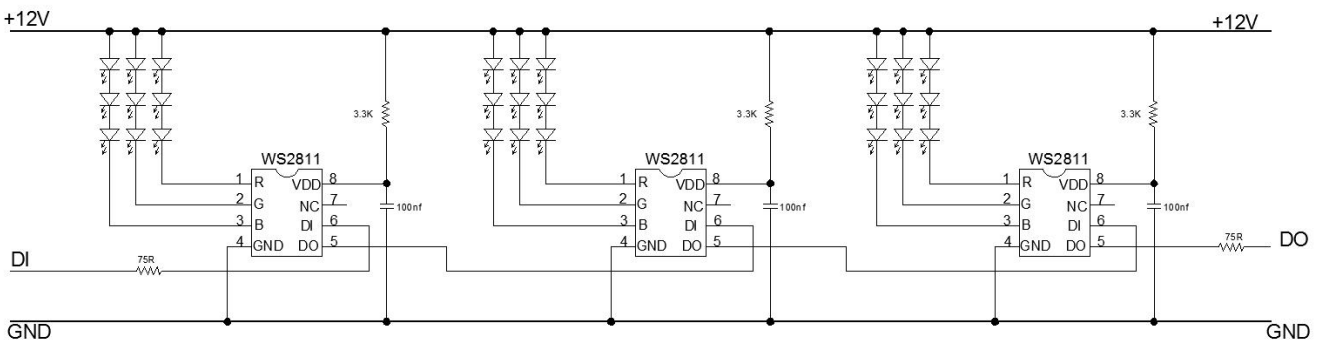 +12V +12V
3.3K 3.3K 3.3K
WS2811 WS2811 WS2811
1 R VDD 8 1 R VDD 8 1 R VDD 8
2 G NC 7 100nf 2 G NC 7 100nf 2 G NC 7 100nf
3 B DI 6 3 B DI 6 3 B DI 6
4 GND DO 5 4 GND DO 5 4 GND DO 5 75R DO
DI 75R
GND GND